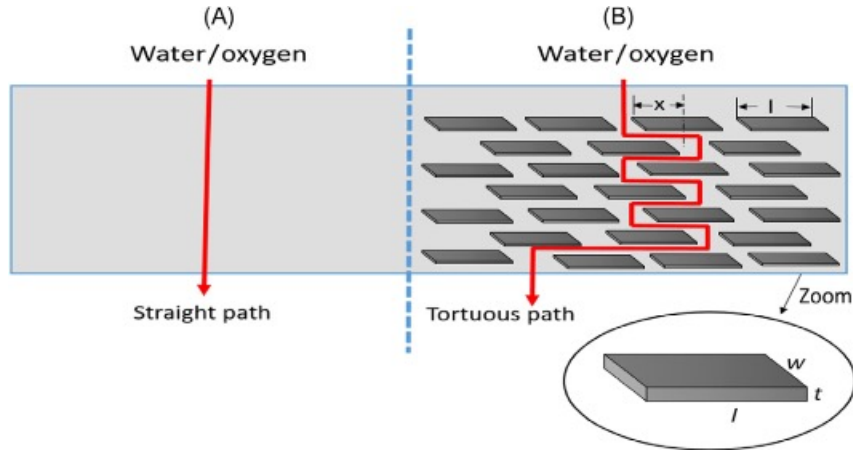 (A)
(B)
Water/oxygen
Water/oxygen
x
l
Straight path
Tortuous path
Zoom
w
t
l